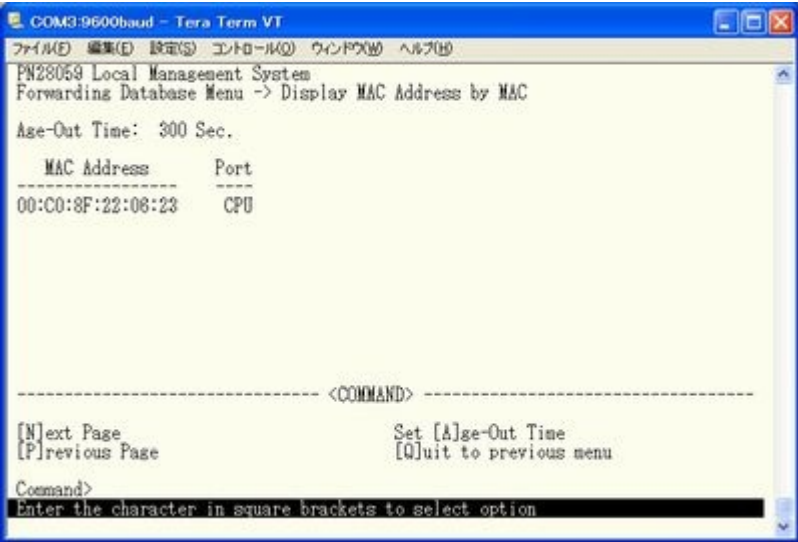 COM3:9600baud - Tera Term VT
ファイル(F) 編集(E) 設定(S) コントロール(O) ウィンドウ(W) ヘルプ(H)
PN28059 Local Management System
Forwarding Database Menu -> Display MAC Address by MAC
Age-Out Time: 300 Sec.
MAC Address Port
----------------- ----
00:C0:8F:22:06:23 CPU
-------------------------------- <COMMAND> -----------------------------------
[N]ext Page Set [A]ge-Out Time
[P]revious Page [Q]uit to previous menu
Command>
Enter the character in square brackets to select option